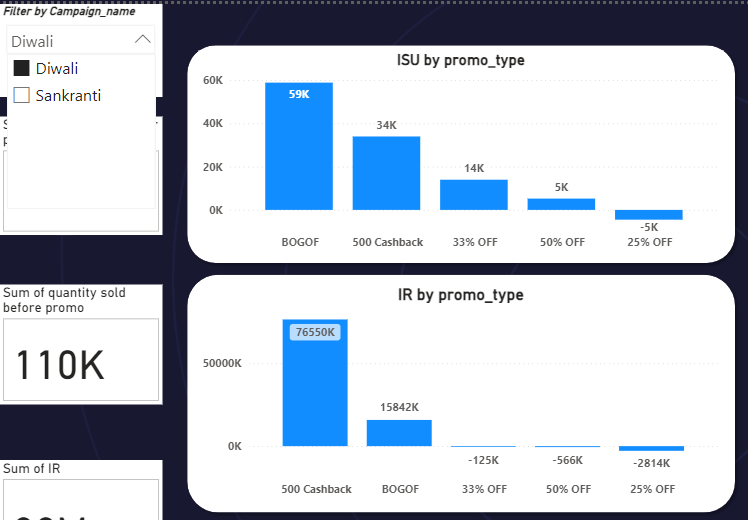 Filter by Campaign_name
Diwali
Diwali
Sankranti
Sum of quantity sold
before promo
110K
Sum of IR
ISU by promo_type
60K
40K
20K
0K
59K
34K
14K
5K
-5K
BOGOF
500 Cashback
33% OFF
50% OFF
25% OFF
IR by promo_type
50000K
0K
76550K
15842K
-125K
-566K
-2814K
500 Cashback
BOGOF
33% OFF
50% OFF
25% OFF